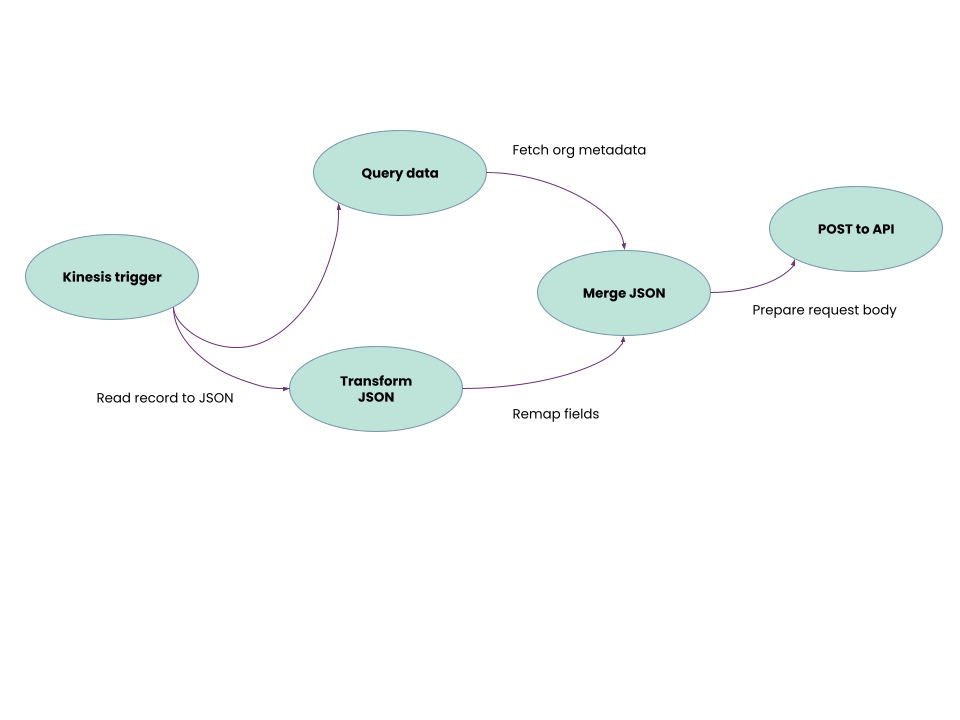 Fetch org metadata
Query data
POST to API
Kinesis trigger
Merge JSON
Prepare request body
Transform
JSON
Read record to JSON
Remap fields